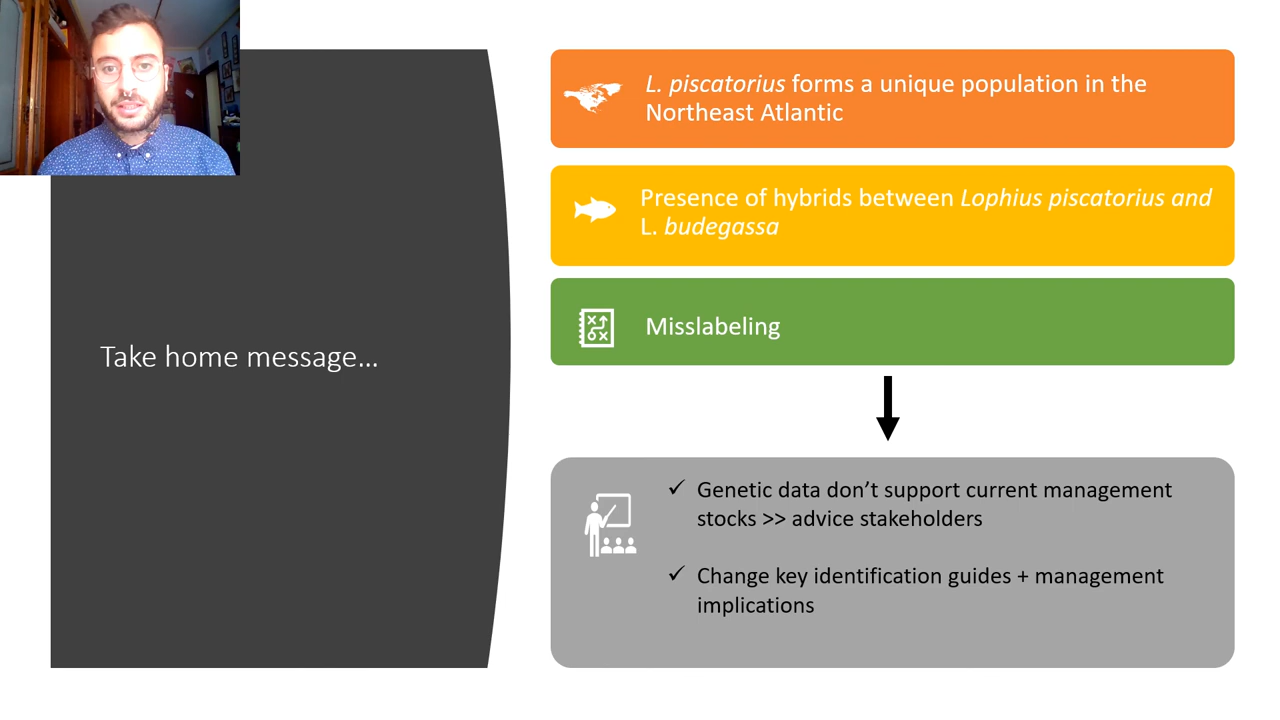 Take home message...
L. piscatorius forms a unique population in the
Northeast Atlantic
Presence of hybrids between Lophius piscatorius and
L. budegassa
Misslabeling
✓ Genetic data don’t support current management
stocks >> advice stakeholders
✓ Change key identification guides + management
implications